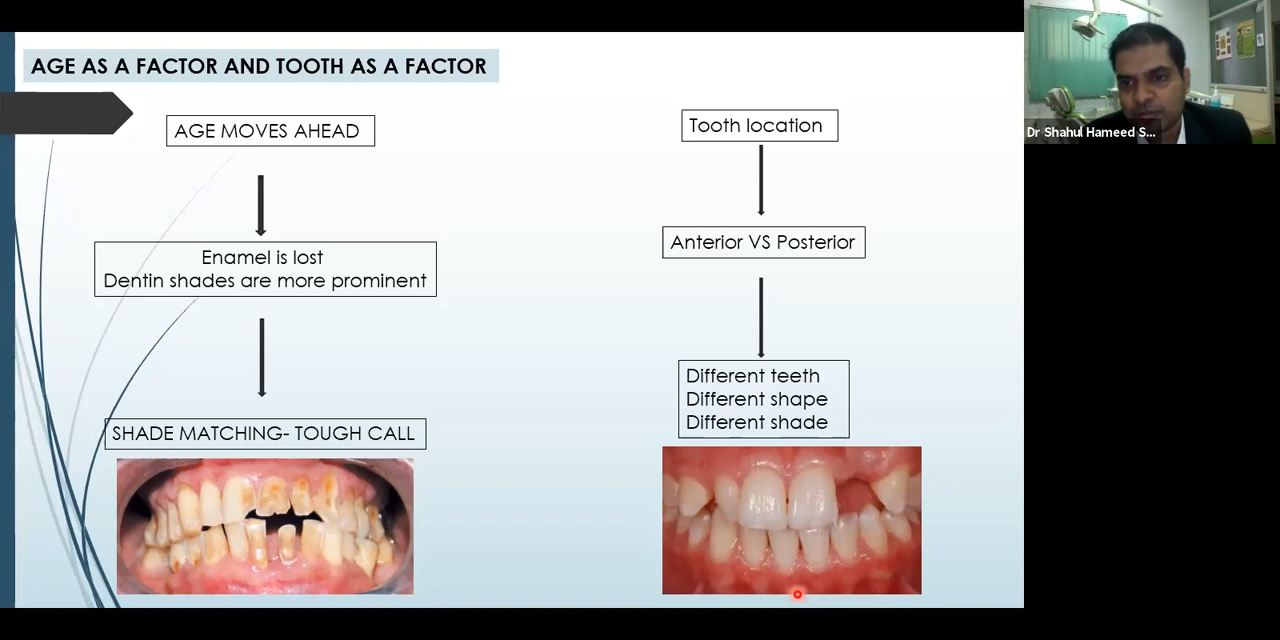 AGE AS A FACTOR AND TOOTH AS A FACTOR
AGE MOVES AHEAD
Enamel is lost
Dentin shades are more prominent
SHADE MATCHING- TOUGH CALL
Tooth location
Anterior VS Posterior
Different teeth
Different shape
Different shade
Dr Shahul Hameed S...